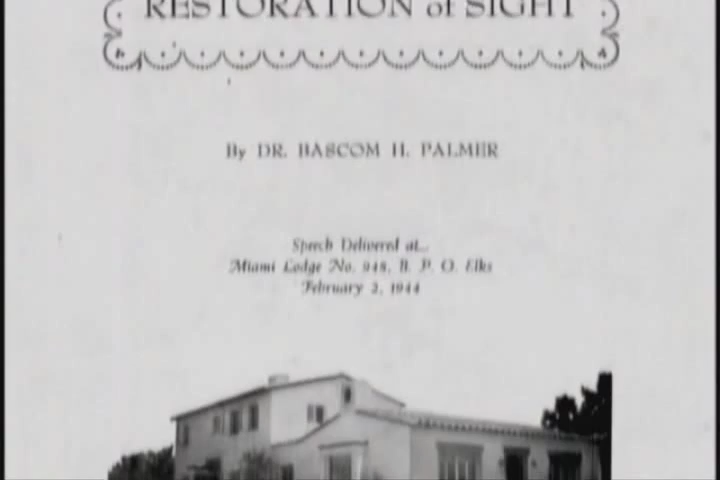 RESTORATION of SIGHT
By DR. BASCOM H. PALMER
Speech Delivered at...
Miami Lodge No. 948, B. P. O. Elks
February 2, 1944